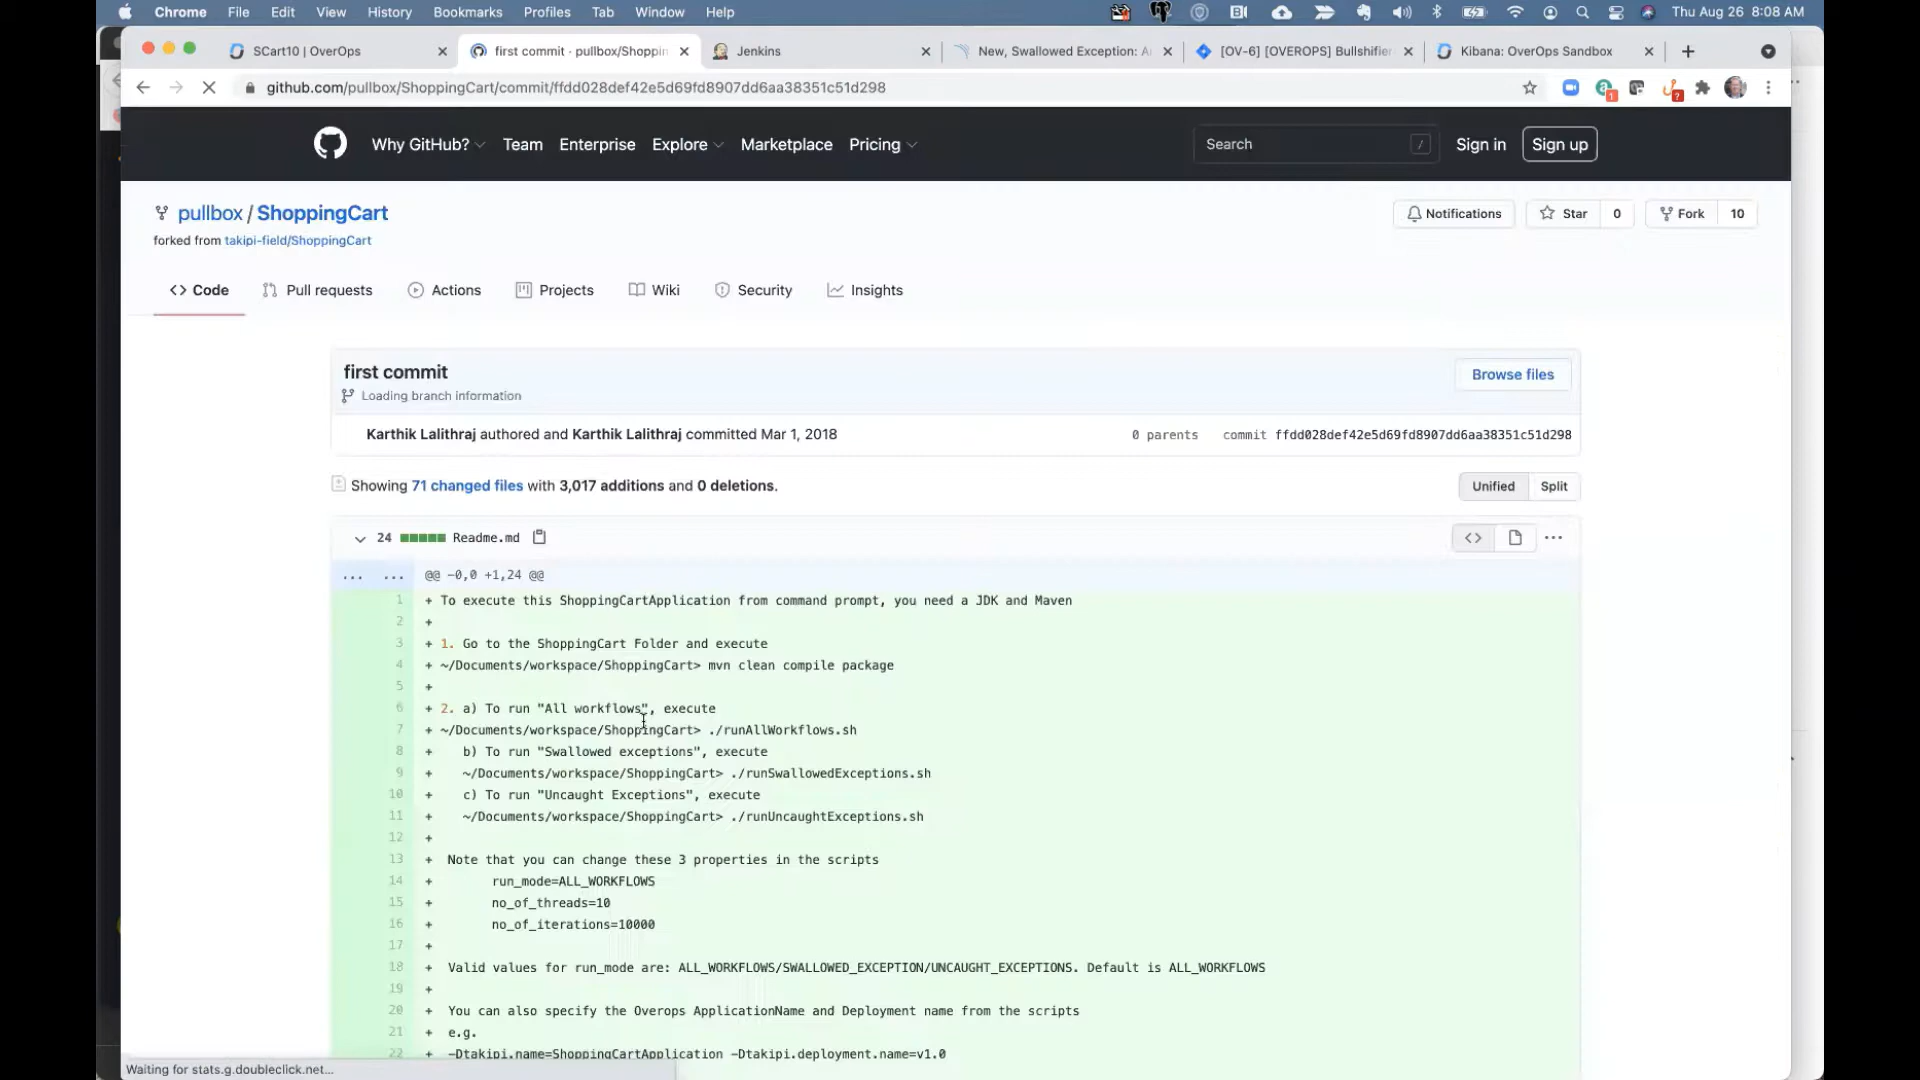 Chrome File Edit View History Bookmarks Profiles Tab Window Help Thu Aug 26 8:08 AM
SCart10 | OverOps first commit · pullbox/Shoppin Jenkins New, Swallowed Exception: A [OV-6] [OVEROPS] Bullshifier Kibana: OverOps Sandbox
github.com/pullbox/ShoppingCart/commit/ffdd028def42e5d69fd8907dd6aa38351c51d298
Why GitHub? Team Enterprise Explore Marketplace Pricing Search / Sign in Sign up
pullbox / ShoppingCart Notifications Star 0 Fork 10
forked from takipi-field/ShoppingCart
<> Code Pull requests Actions Projects Wiki Security Insights
first commit Browse files
Loading branch information
Karthik Lalithraj authored and Karthik Lalithraj committed Mar 1, 2018 0 parents commit ffdd028def42e5d69fd8907dd6aa38351c51d298
Showing 71 changed files with 3,017 additions and 0 deletions. Unified Split
24 Readme.md <> ...
... ... @@ -0,0 +1,24 @@
1 + To execute this ShoppingCartApplication from command prompt, you need a JDK and Maven
2 +
3 + 1. Go to the ShoppingCart Folder and execute
4 + ~/Documents/workspace/ShoppingCart> mvn clean compile package
5 +
6 + 2. a) To run "All workflows", execute
7 + ~/Documents/workspace/ShoppingCart> ./runAllWorkflows.sh
8 + b) To run "Swallowed exceptions", execute
9 + ~/Documents/workspace/ShoppingCart> ./runSwallowedExceptions.sh
10 + c) To run "Uncaught Exceptions", execute
11 + ~/Documents/workspace/ShoppingCart> ./runUncaughtExceptions.sh
12 +
13 + Note that you can change these 3 properties in the scripts
14 + run_mode=ALL_WORKFLOWS
15 + no_of_threads=10
16 + no_of_iterations=10000
17 +
18 + Valid values for run_mode are: ALL_WORKFLOWS/SWALLOWED_EXCEPTION/UNCAUGHT_EXCEPTIONS. Default is ALL_WORKFLOWS
19 +
20 + You can also specify the Overops ApplicationName and Deployment name from the scripts
21 + e.g.
22 + -Dtakipi.name=ShoppingCartApplication -Dtakipi.deployment.name=v1.0
Waiting for stats.g.doubleclick.net...